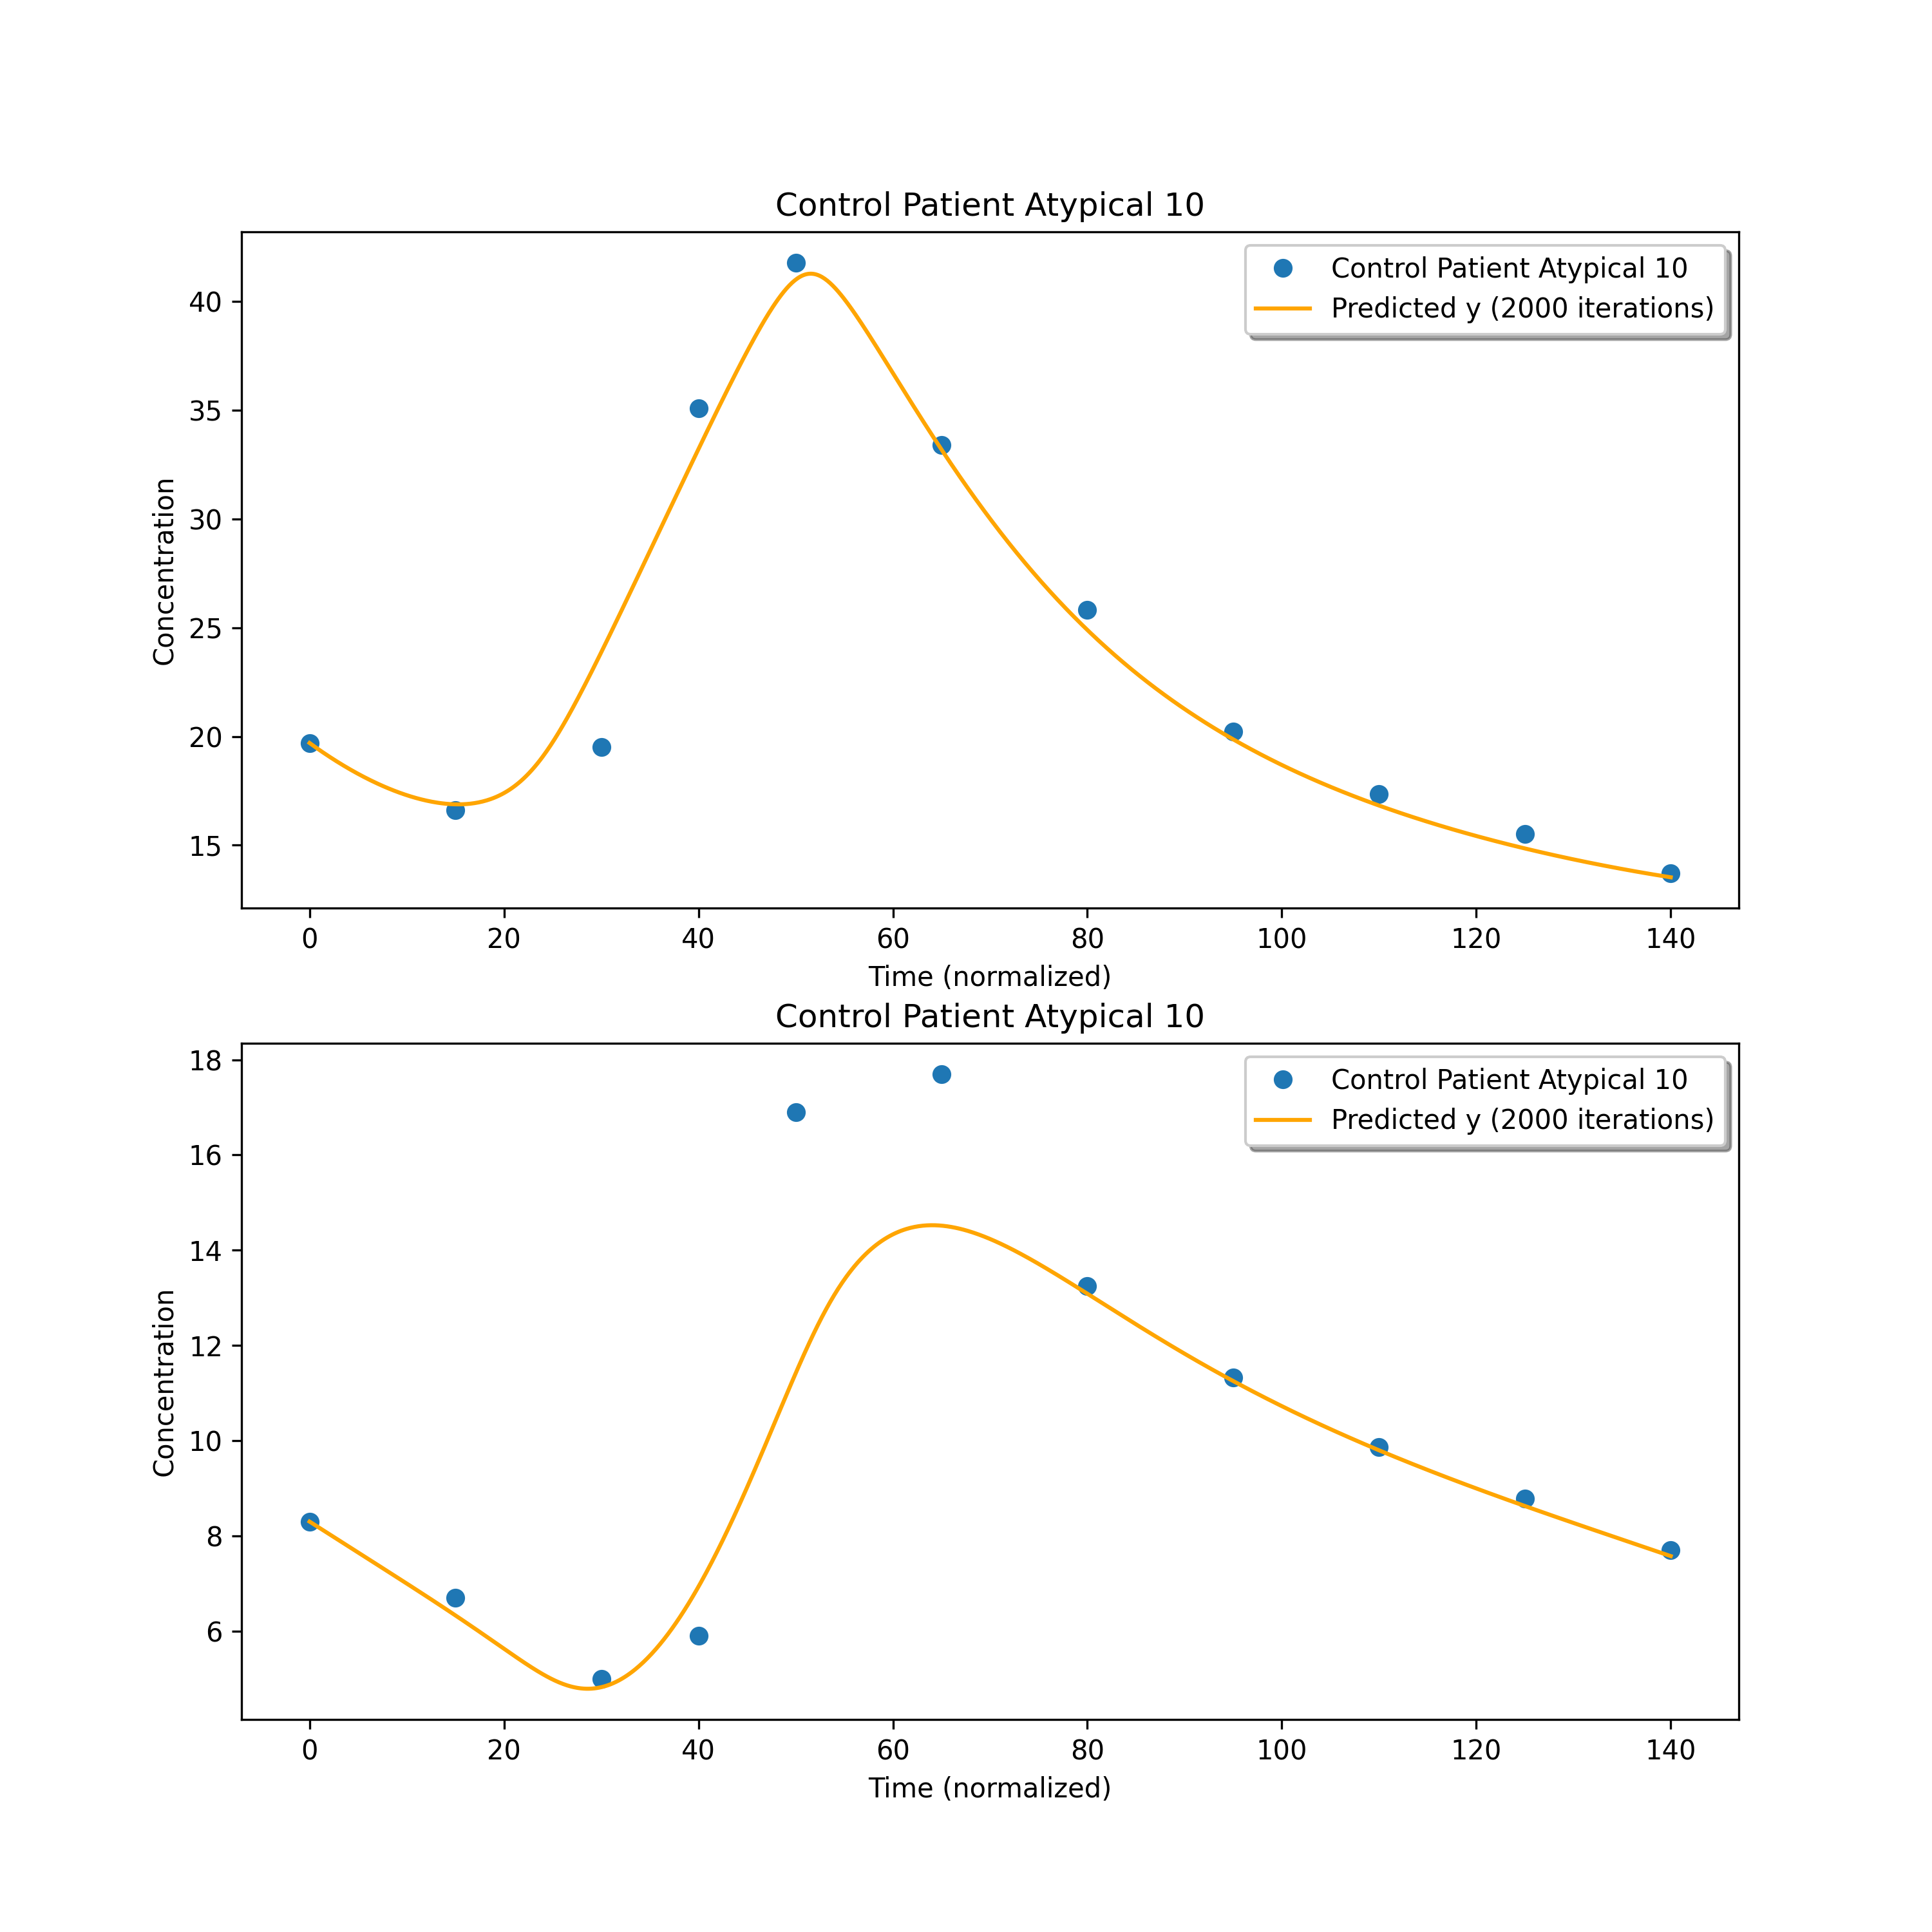 Control Patient Atypical 10
Control Patient Atypical 10
Predicted y (2000 iterations)
40
35
30
25
20
15
Concentration
0 20 40 60 80 100 120 140
Time (normalized)
Control Patient Atypical 10
Control Patient Atypical 10
Predicted y (2000 iterations)
18
16
14
12
10
8
6
Concentration
0 20 40 60 80 100 120 140
Time (normalized)